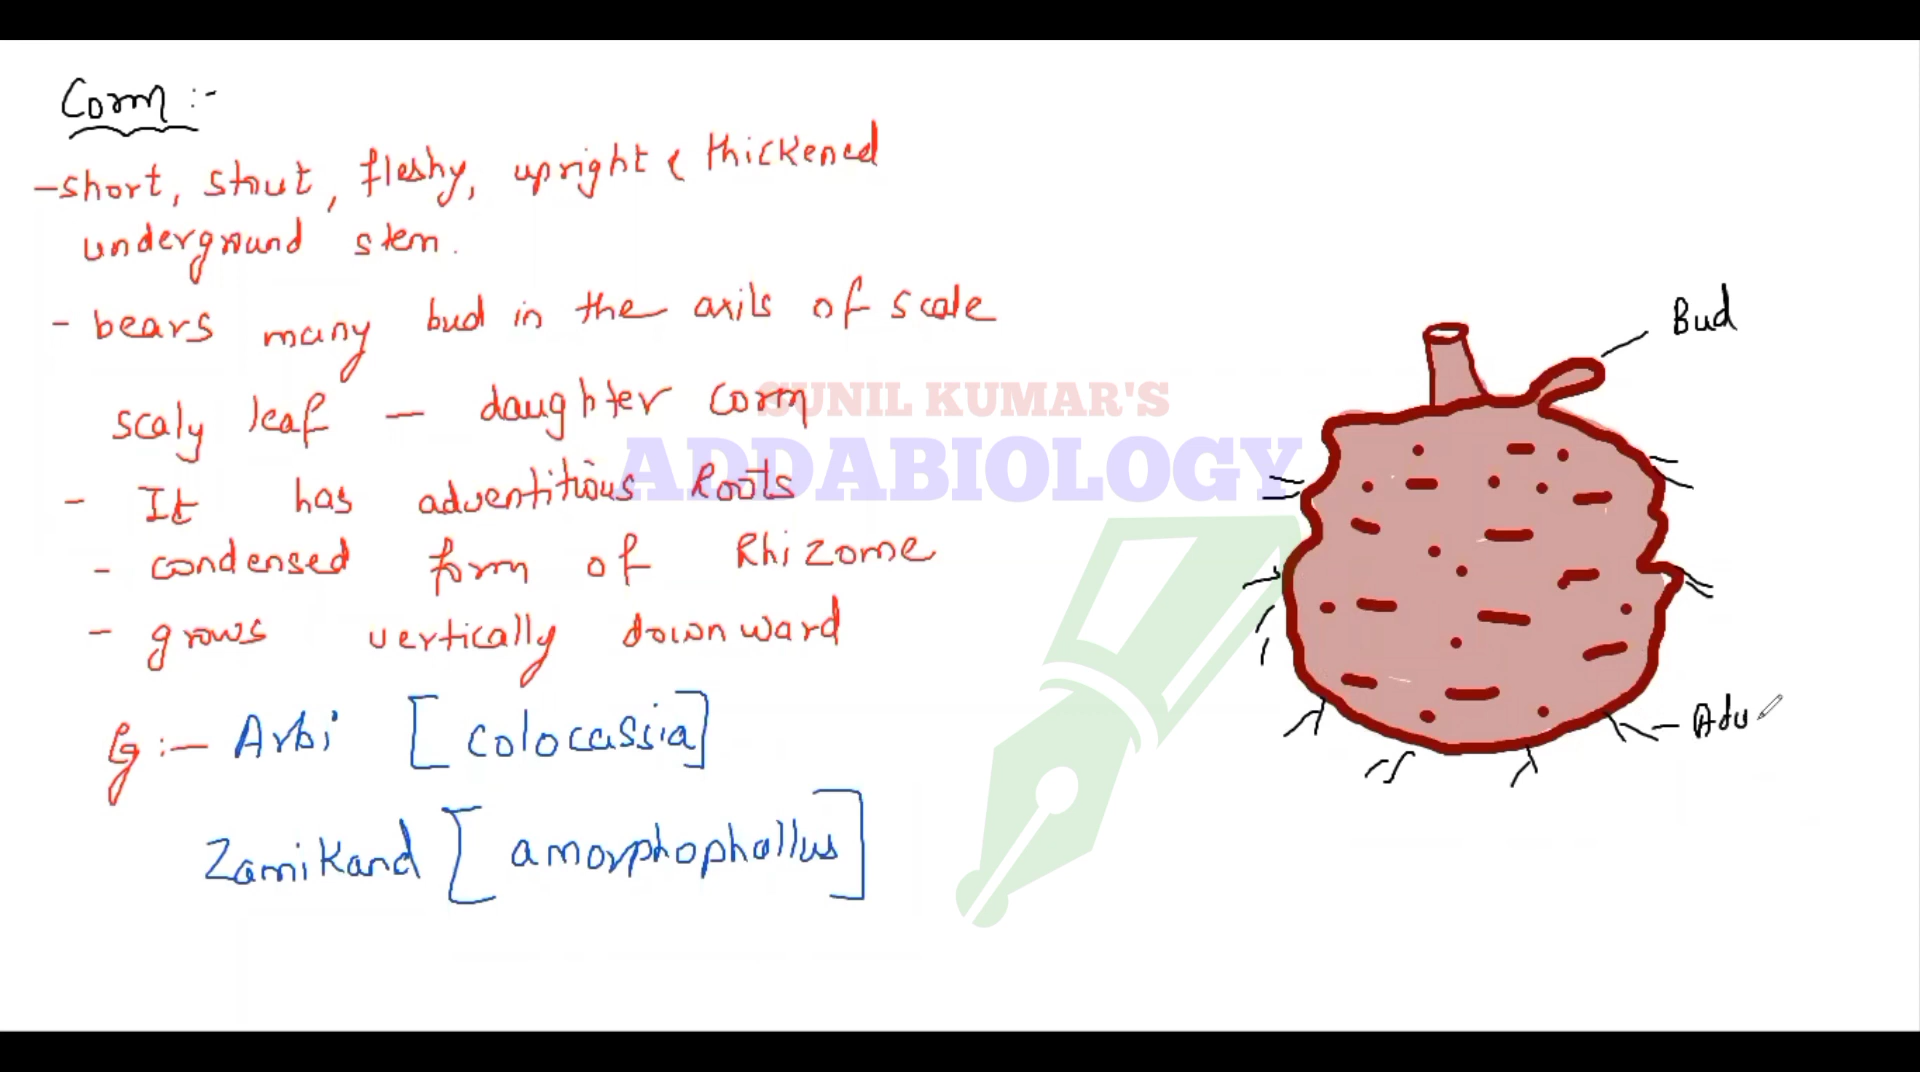 Corm :-
- short, stout, fleshy, upright & thickened
underground stem.
- bears many bud in the axils of scale
scaly leaf - daughter corm
SUNIL KUMAR'S
ADDABIOLOGY
- It has adventitious Roots
- condensed form of Rhizome
- grows vertically downward
Eg :- Arbi [colocassia]
Zamikand [amorphophallus]
Bud
Adv